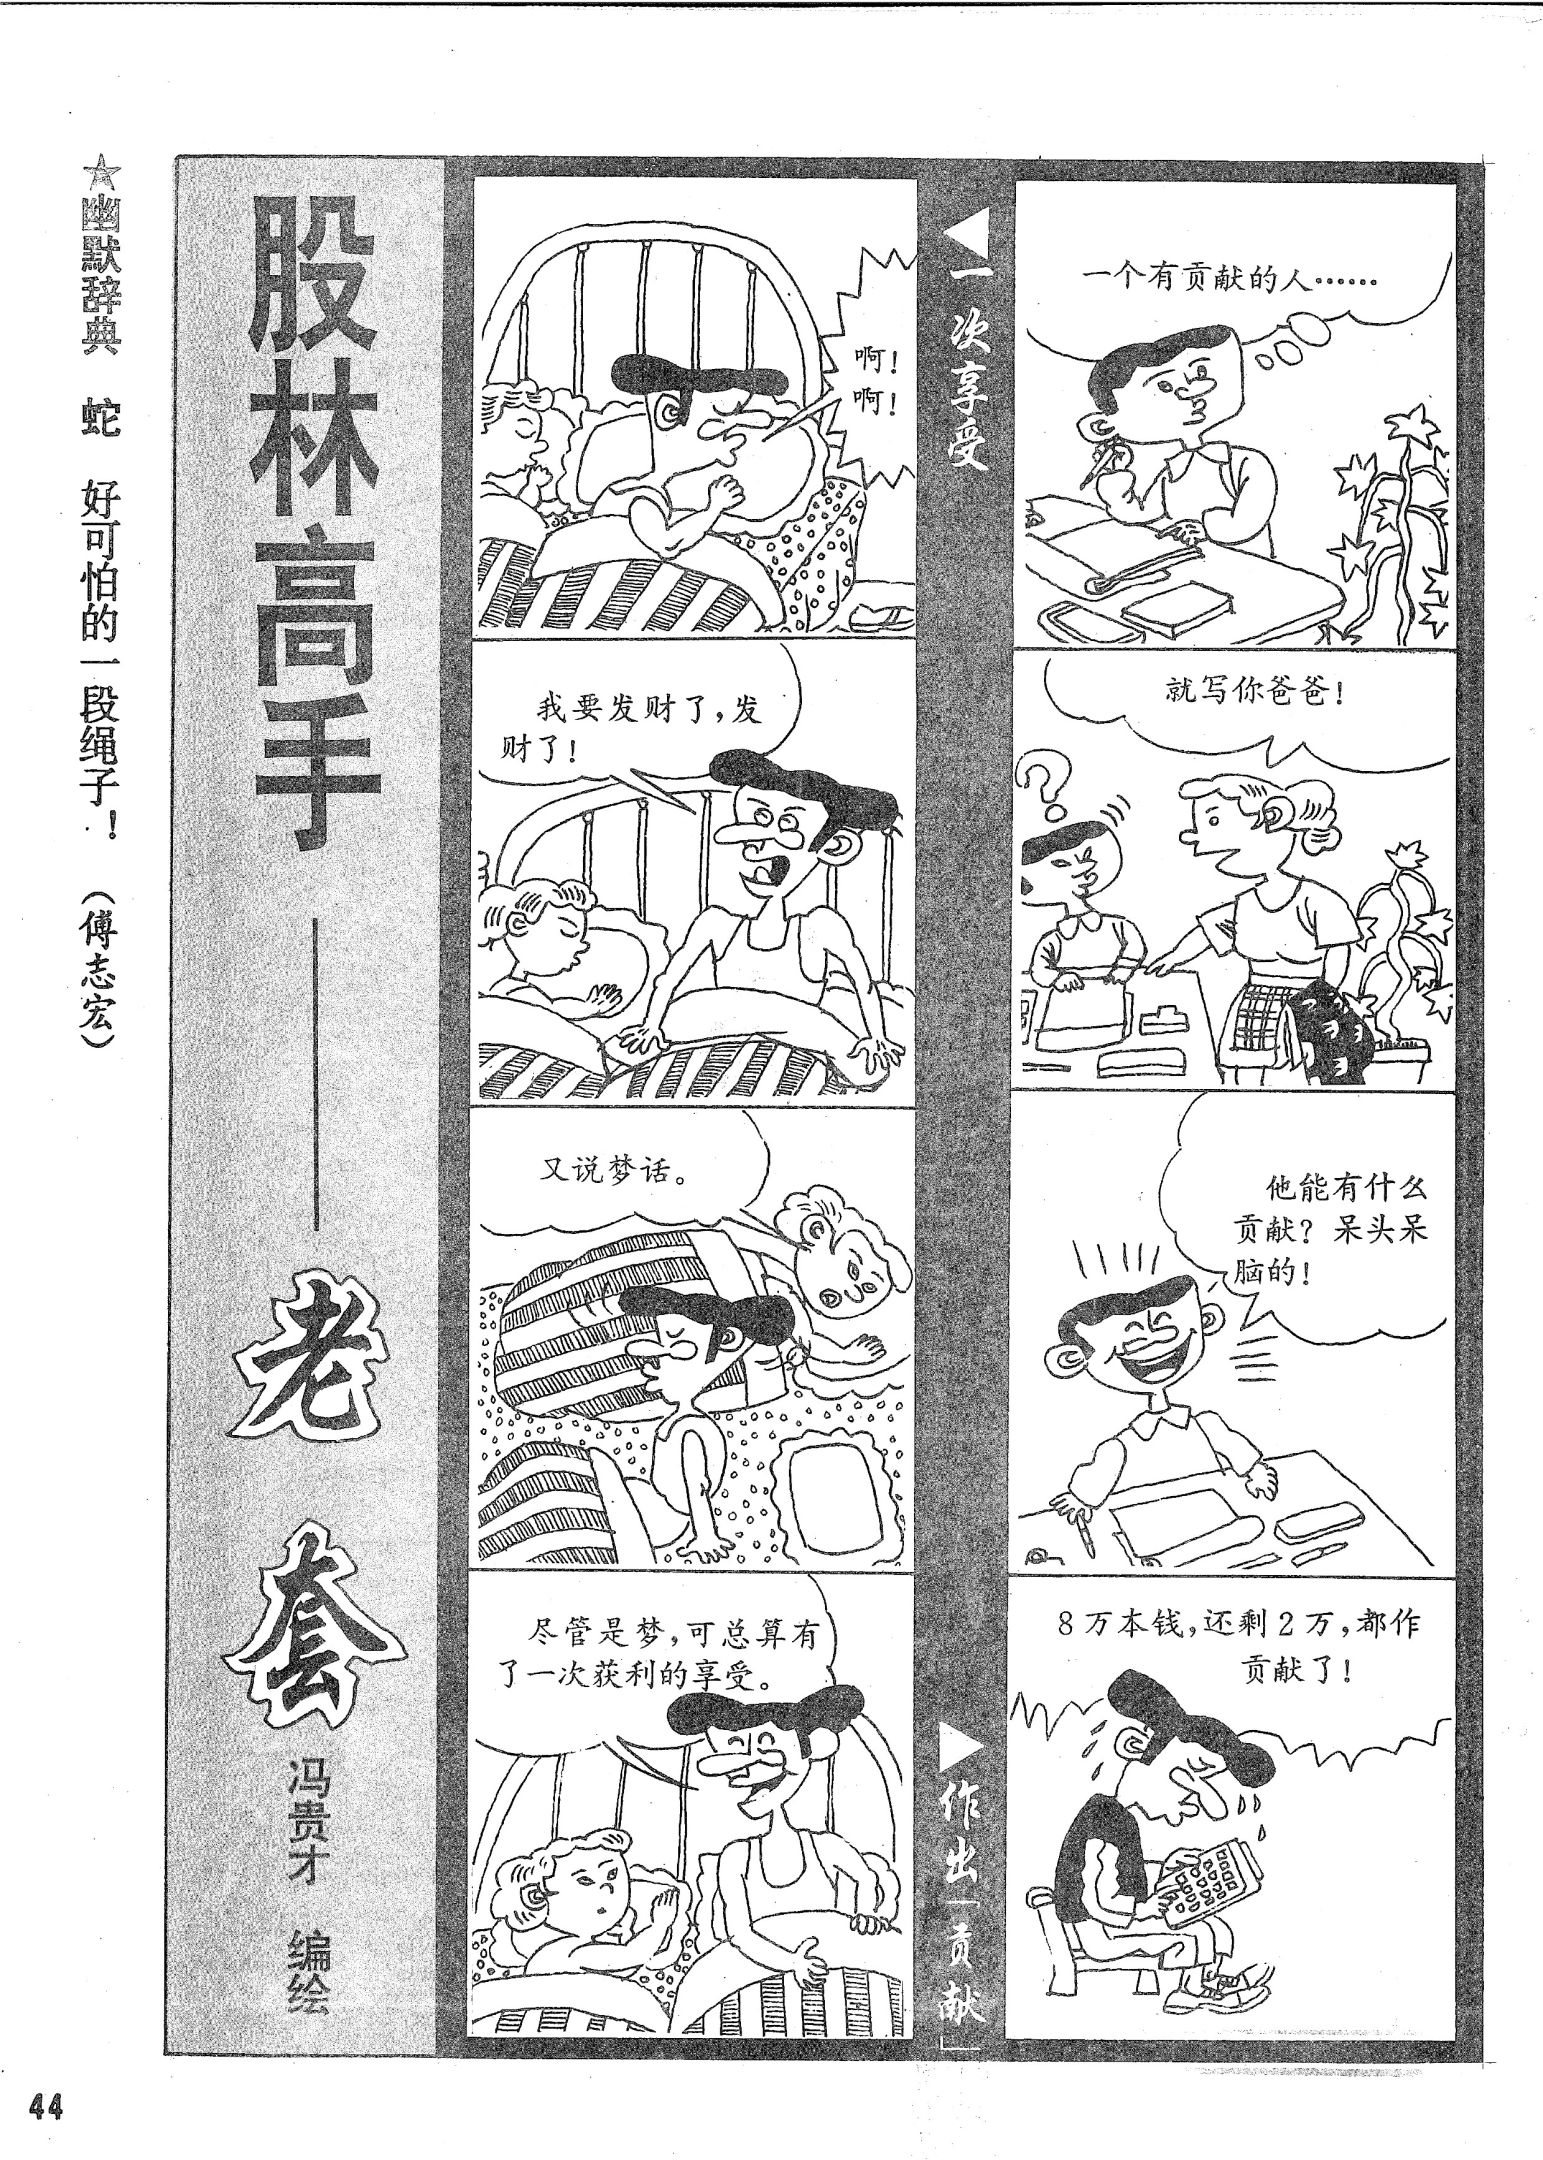 ★幽默辞典 蛇 好可怕的一段绳子！（傅志宏）
股林高手——老套
冯贵才 编绘
◀一次享受
啊！
啊！
我要发财了，发
财了！
又说梦话。
尽管是梦，可总算有
了一次获利的享受。
▶作出「贡献」
一个有贡献的人……
就写你爸爸！
？
他能有什么
贡献？呆头呆
脑的！
8万本钱，还剩2万，都作
贡献了！
44